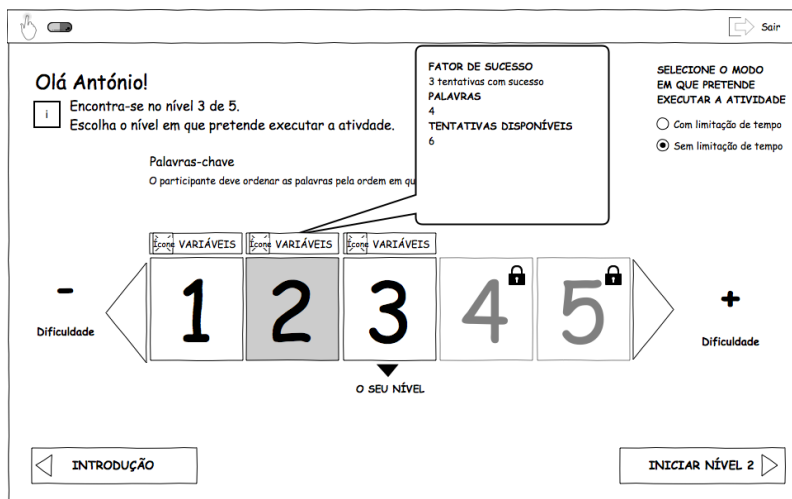 Sair
Olá António!
i
Encontra-se no nível 3 de 5.
Escolha o nível em que pretende executar a ativdade.
FATOR DE SUCESSO
3 tentativas com sucesso
PALAVRAS
4
TENTATIVAS DISPONÍVEIS
6
SELECIONE O MODO
EM QUE PRETENDE
EXECUTAR A ATIVIDADE
Com limitação de tempo
Sem limitação de tempo
Palavras-chave
O participante deve ordenar as palavras pela ordem em qu
Ícone VARIÁVEIS
Ícone VARIÁVEIS
Ícone VARIÁVEIS
-
Dificuldade
1
2
3
4
5
+
Dificuldade
O SEU NÍVEL
INTRODUÇÃO
INICIAR NÍVEL 2